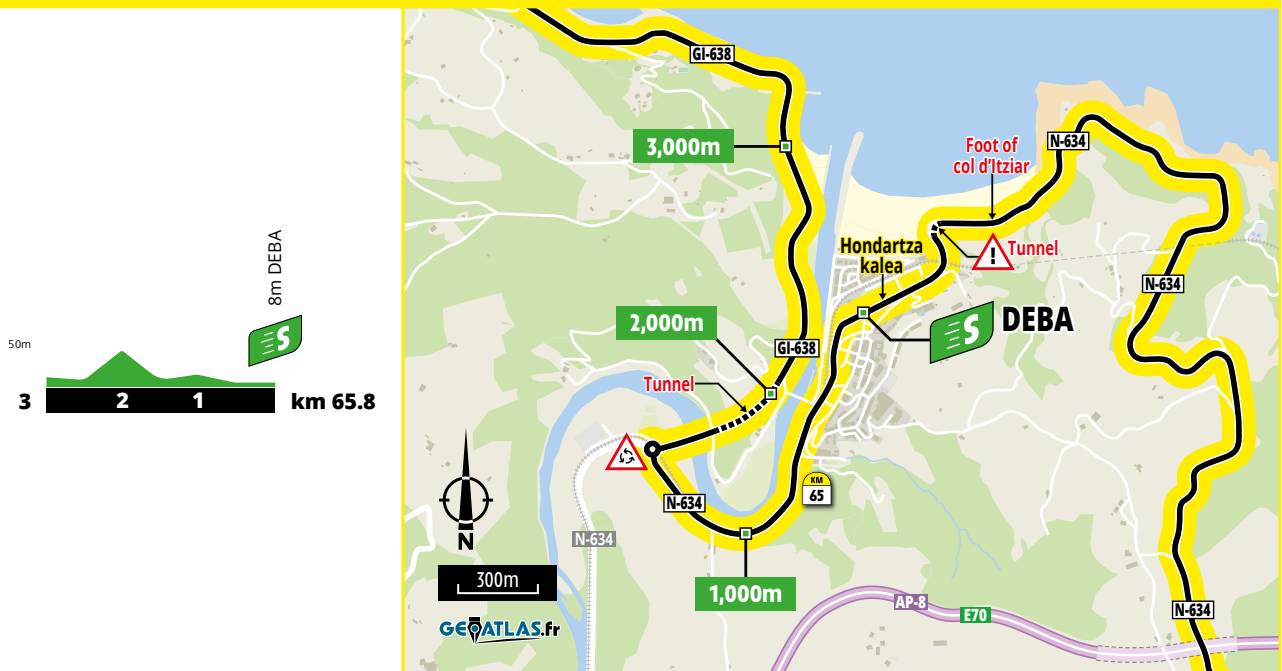 8m DEBA
50m
S
3
2
1
km 65.8
GI-638
3,000m
N-634
Foot of
col d'Itziar
Hondartza
kalea
! Tunnel
N-634
2,000m
S
DEBA
GI-638
Tunnel
KM
65
N-634
N-634
N
300m
1,000m
AP-8
E70
N-634
GEOATLAS.fr